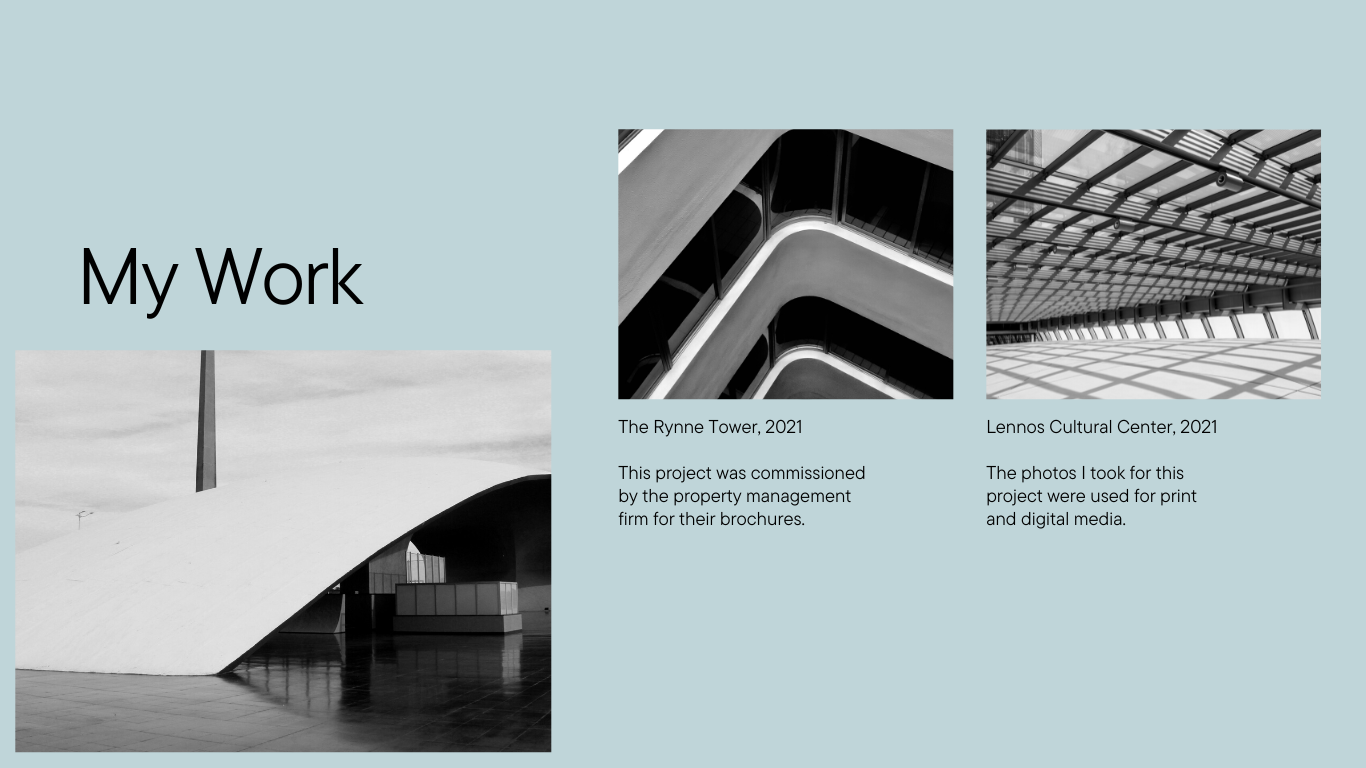 My Work
The Rynne Tower, 2021
This project was commissioned
by the property management
firm for their brochures.
Lennos Cultural Center, 2021
The photos I took for this
project were used for print
and digital media.